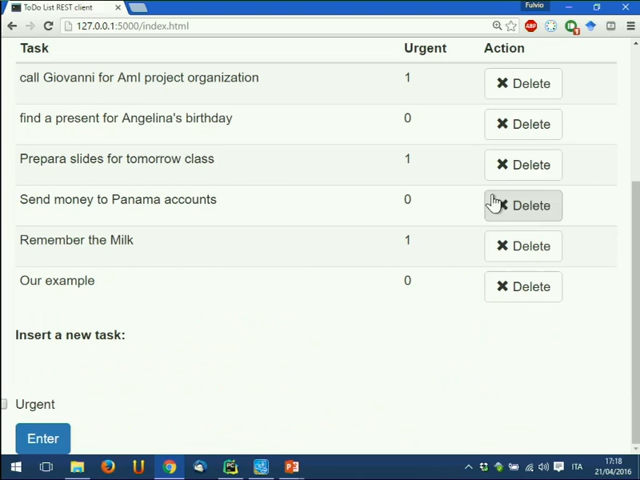 ToDo List REST client
Fulvio
127.0.0.1:5000/index.html
Task Urgent Action
call Giovanni for AmI project organization 1 Delete
find a present for Angelina's birthday 0 Delete
Prepara slides for tomorrow class 1 Delete
Send money to Panama accounts 0 Delete
Remember the Milk 1 Delete
Our example 0 Delete
Insert a new task:
Urgent
Enter
ITA
17:18
21/04/2016